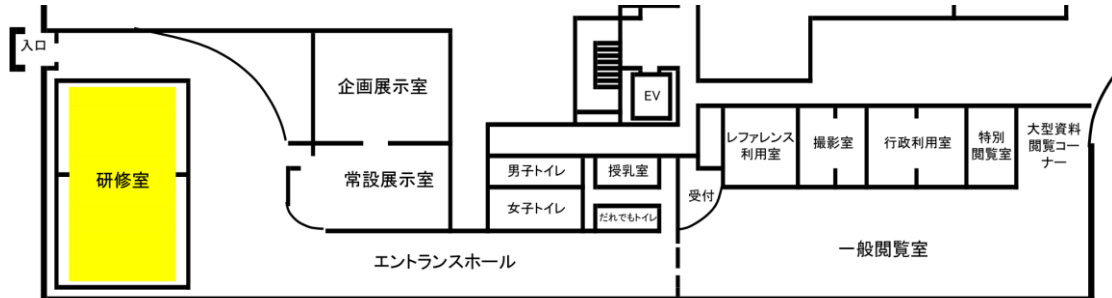 入口
企画展示室
EV
研修室
常設展示室
男子トイレ
女子トイレ
授乳室
だれでもトイレ
受付
レファレンス
利用室
撮影室
行政利用室
特別
閲覧室
大型資料
閲覧コー
ナー
エントランスホール
一般閲覧室